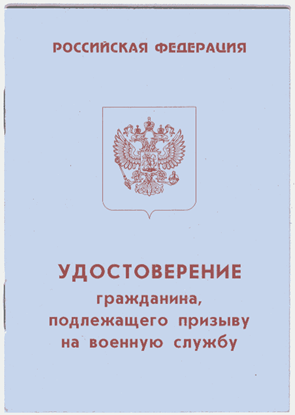 РОССИЙСКАЯ ФЕДЕРАЦИЯ
УДОСТОВЕРЕНИЕ
гражданина,
подлежащего призыву
на военную службу